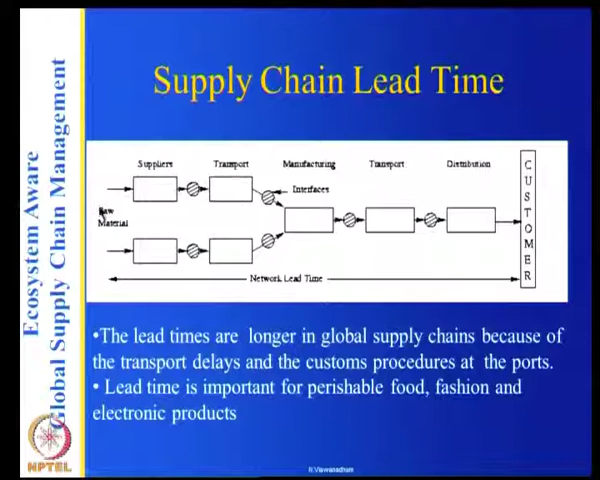 Supply Chain Lead Time
Ecosystem Aware
Global Supply Chain Management
Suppliers
Transport
Manufacturing
Transport
Distribution
Interfaces
Raw
Material
CUSTOMER
Network Lead Time
•The lead times are longer in global supply chains because of
the transport delays and the customs procedures at the ports.
• Lead time is important for perishable food, fashion and
electronic products
NPTEL
N.Viswanadham